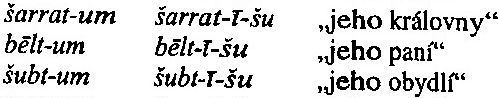 šarrat-um šarrat-ī-šu „jeho královny“
bēlt-um bēlt-ī-šu „jeho paní“
šubt-um šubt-ī-šu „jeho obydlí“